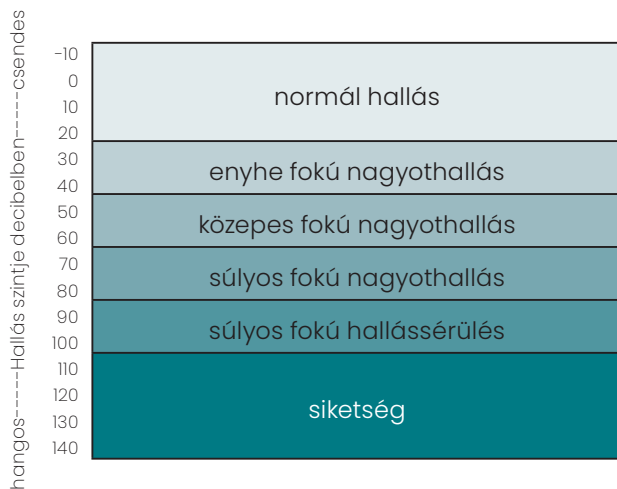 hangos-----Hallás szintje decibelben-----csendes
-10
0
10
20
30
40
50
60
70
80
90
100
110
120
130
140
normál hallás
enyhe fokú nagyothallás
közepes fokú nagyothallás
súlyos fokú nagyothallás
súlyos fokú hallássérülés
siketség